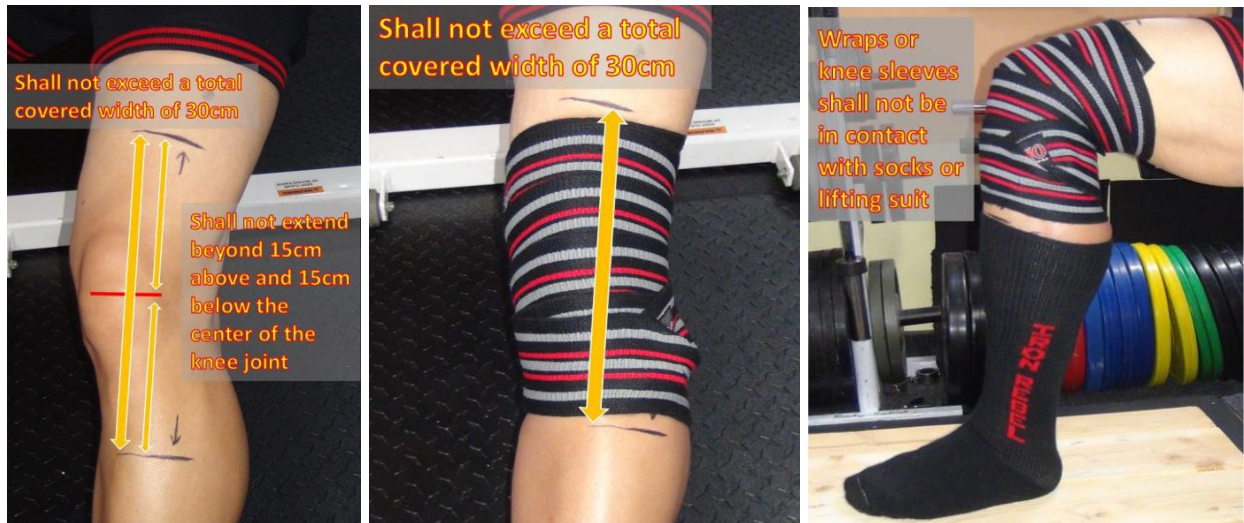 Shall not exceed a total
covered width of 30cm
Shall not extend
beyond 15cm
above and 15cm
below the
center of the
knee joint
Shall not exceed a total
covered width of 30cm
Wraps or
knee sleeves
shall not be
in contact
with socks or
lifting suit
IRON REBEL